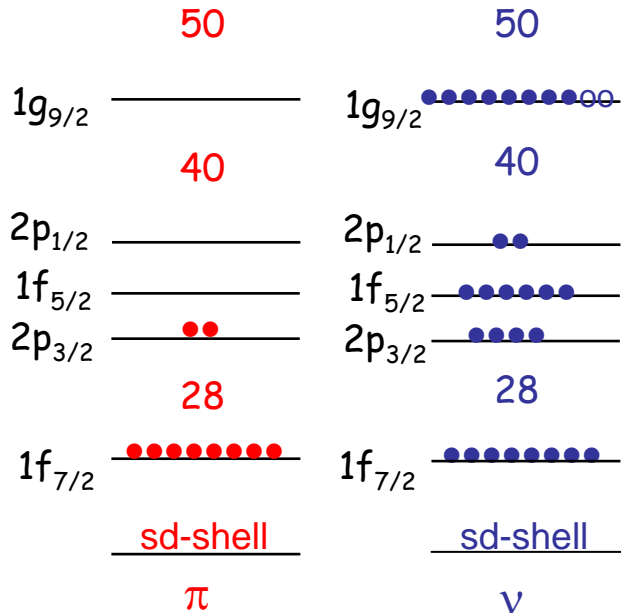 50 50
1g9/2 1g9/2
40 40
2p1/2 2p1/2
1f5/2 1f5/2
2p3/2 2p3/2
28 28
1f7/2 1f7/2
sd-shell sd-shell
π ν